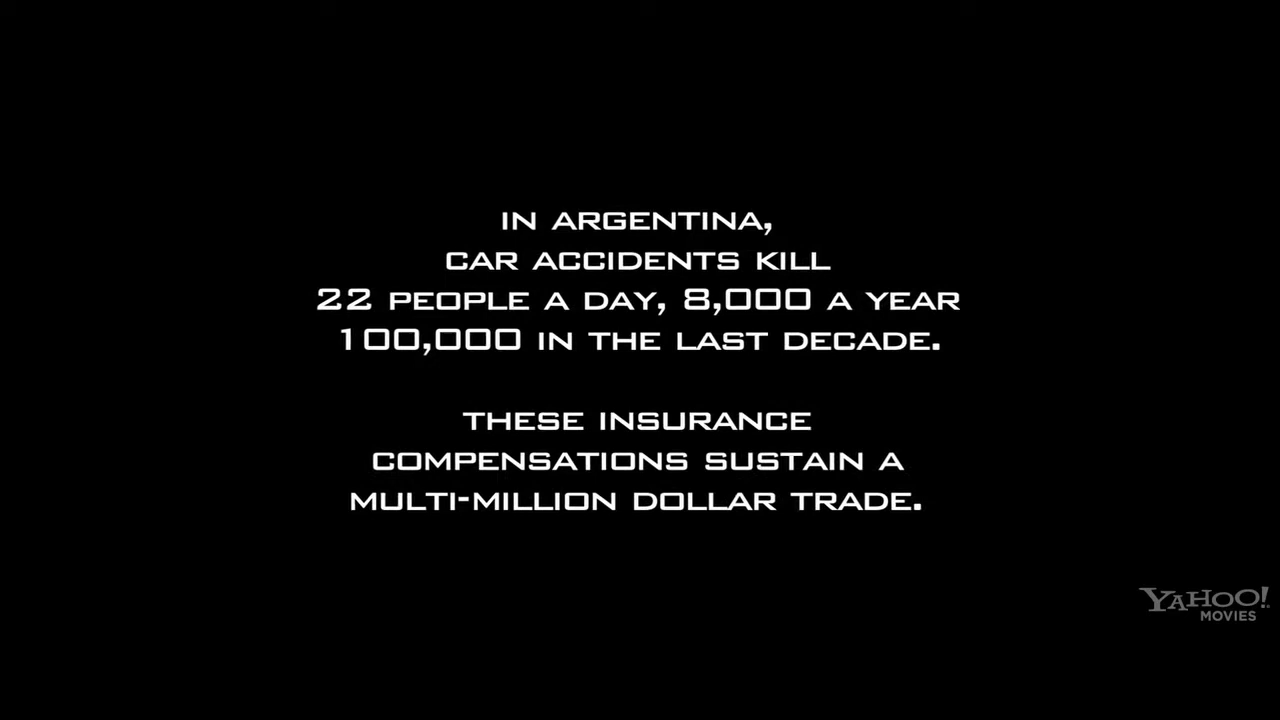 IN ARGENTINA,
CAR ACCIDENTS KILL
22 PEOPLE A DAY, 8,000 A YEAR
100,000 IN THE LAST DECADE.
THESE INSURANCE
COMPENSATIONS SUSTAIN A
MULTI-MILLION DOLLAR TRADE.
YAHOO!
MOVIES